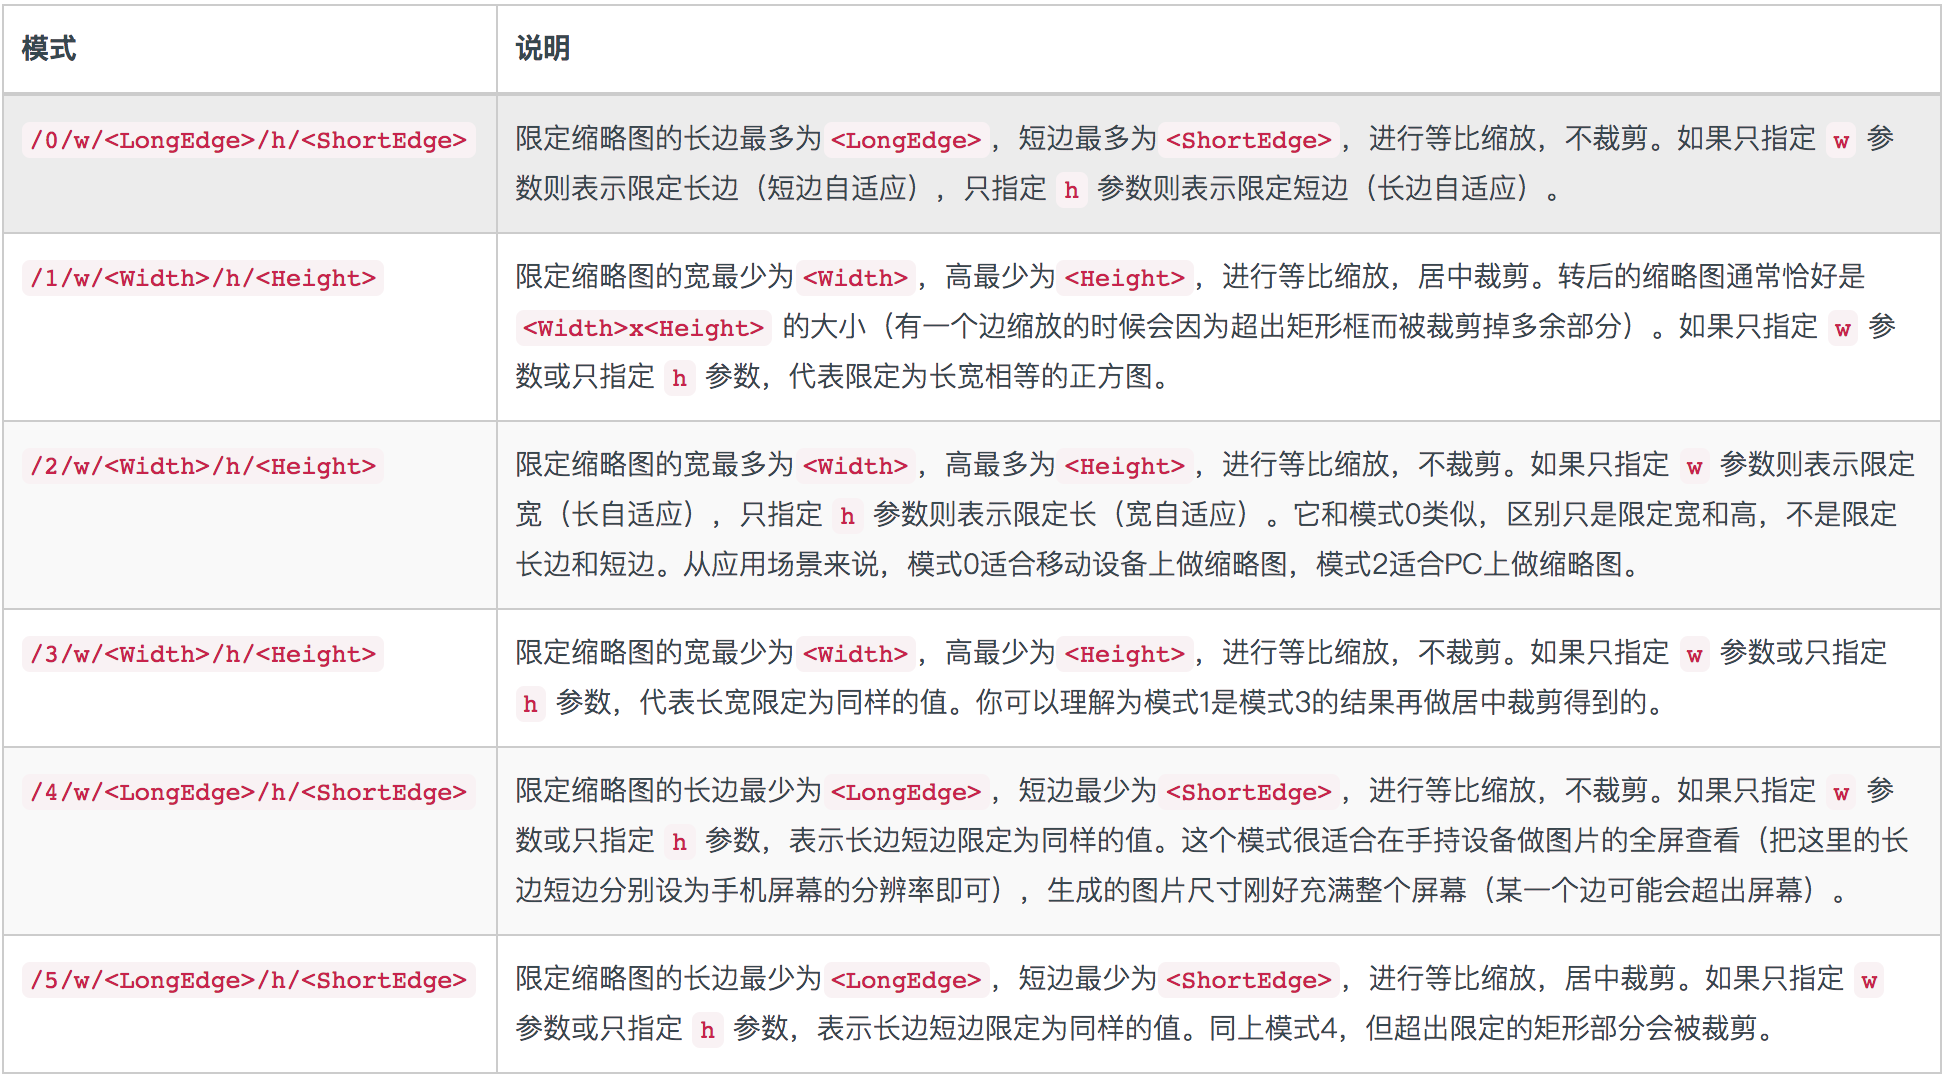 模式
说明
/0/w/<LongEdge>/h/<ShortEdge>
限定缩略图的长边最多为<LongEdge>，短边最多为<ShortEdge>，进行等比缩放，不裁剪。如果只指定 w 参
数则表示限定长边（短边自适应），只指定 h 参数则表示限定短边（长边自适应）。
/1/w/<Width>/h/<Height>
限定缩略图的宽最少为<Width>，高最少为<Height>，进行等比缩放，居中裁剪。转后的缩略图通常恰好是
<Width>x<Height> 的大小（有一个边缩放的时候会因为超出矩形框而被裁剪掉多余部分）。如果只指定 w 参
数或只指定 h 参数，代表限定为长宽相等的正方图。
/2/w/<Width>/h/<Height>
限定缩略图的宽最多为<Width>，高最多为<Height>，进行等比缩放，不裁剪。如果只指定 w 参数则表示限定
宽（长自适应），只指定 h 参数则表示限定长（宽自适应）。它和模式0类似，区别只是限定宽和高，不是限定
长边和短边。从应用场景来说，模式0适合移动设备上做缩略图，模式2适合PC上做缩略图。
/3/w/<Width>/h/<Height>
限定缩略图的宽最少为<Width>，高最少为<Height>，进行等比缩放，不裁剪。如果只指定 w 参数或只指定
h 参数，代表长宽限定为同样的值。你可以理解为模式1是模式3的结果再做居中裁剪得到的。
/4/w/<LongEdge>/h/<ShortEdge>
限定缩略图的长边最少为<LongEdge>，短边最少为<ShortEdge>，进行等比缩放，不裁剪。如果只指定 w 参
数或只指定 h 参数，表示长边短边限定为同样的值。这个模式很适合在手持设备做图片的全屏查看（把这里的长
边短边分别设为手机屏幕的分辨率即可），生成的图片尺寸刚好充满整个屏幕（某一个边可能会超出屏幕）。
/5/w/<LongEdge>/h/<ShortEdge>
限定缩略图的长边最少为<LongEdge>，短边最少为<ShortEdge>，进行等比缩放，居中裁剪。如果只指定 w
参数或只指定 h 参数，表示长边短边限定为同样的值。同上模式4，但超出限定的矩形部分会被裁剪。